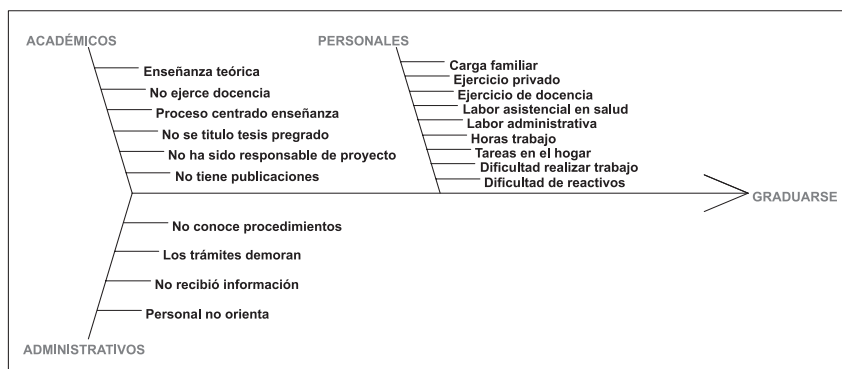 ACADÉMICOS
Enseñanza teórica
No ejerce docencia
Proceso centrado enseñanza
No se titulo tesis pregrado
No ha sido responsable de proyecto
No tiene publicaciones
PERSONALES
Carga familiar
Ejercicio privado
Ejercicio de docencia
Labor asistencial en salud
Labor administrativa
Horas trabajo
Tareas en el hogar
Dificultad realizar trabajo
Dificultad de reactivos
GRADUARSE
No conoce procedimientos
Los trámites demoran
No recibió información
Personal no orienta
ADMINISTRATIVOS